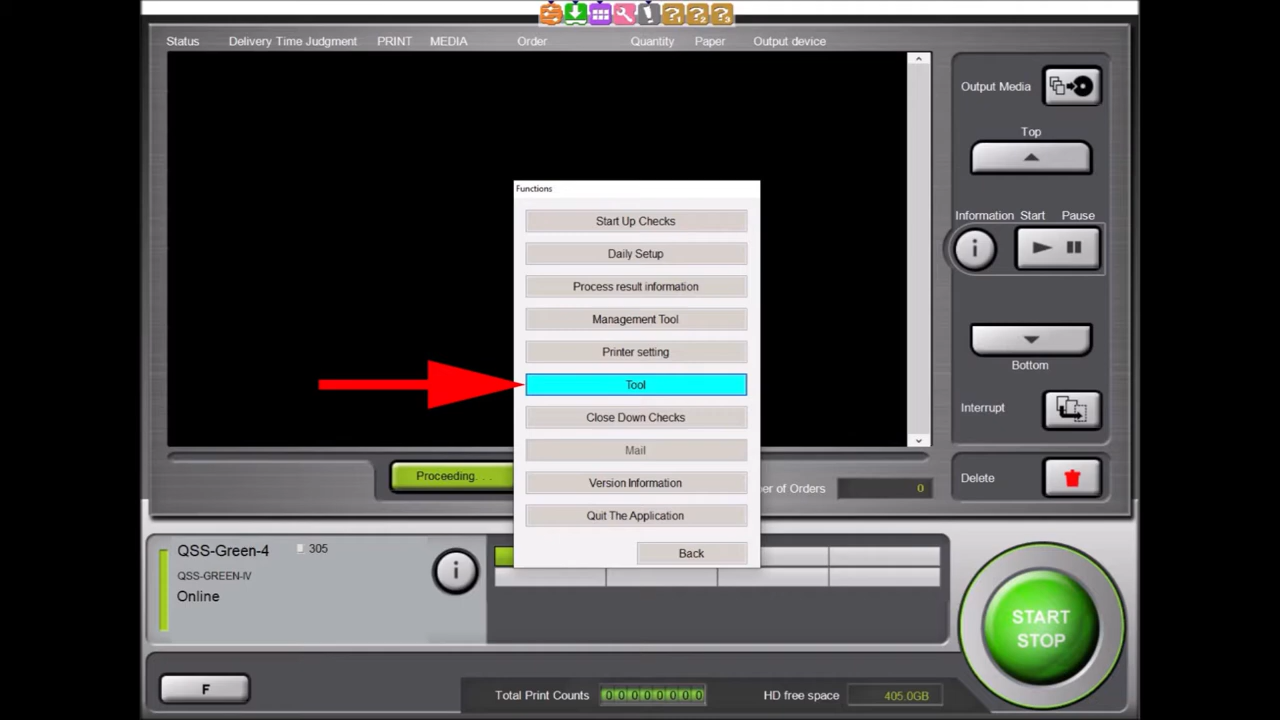 Status Delivery Time Judgment PRINT MEDIA Order Quantity Paper Output device
Output Media
Top
Information Start Pause
Bottom
Interrupt
Delete
Functions
Start Up Checks
Daily Setup
Process result information
Management Tool
Printer setting
Tool
Close Down Checks
Mail
Version Information
Quit The Application
Back
Proceeding. . .
er of Orders 0
QSS-Green-4 305
QSS-GREEN-IV
Online
START
STOP
F
Total Print Counts 00000000
HD free space 405.0GB